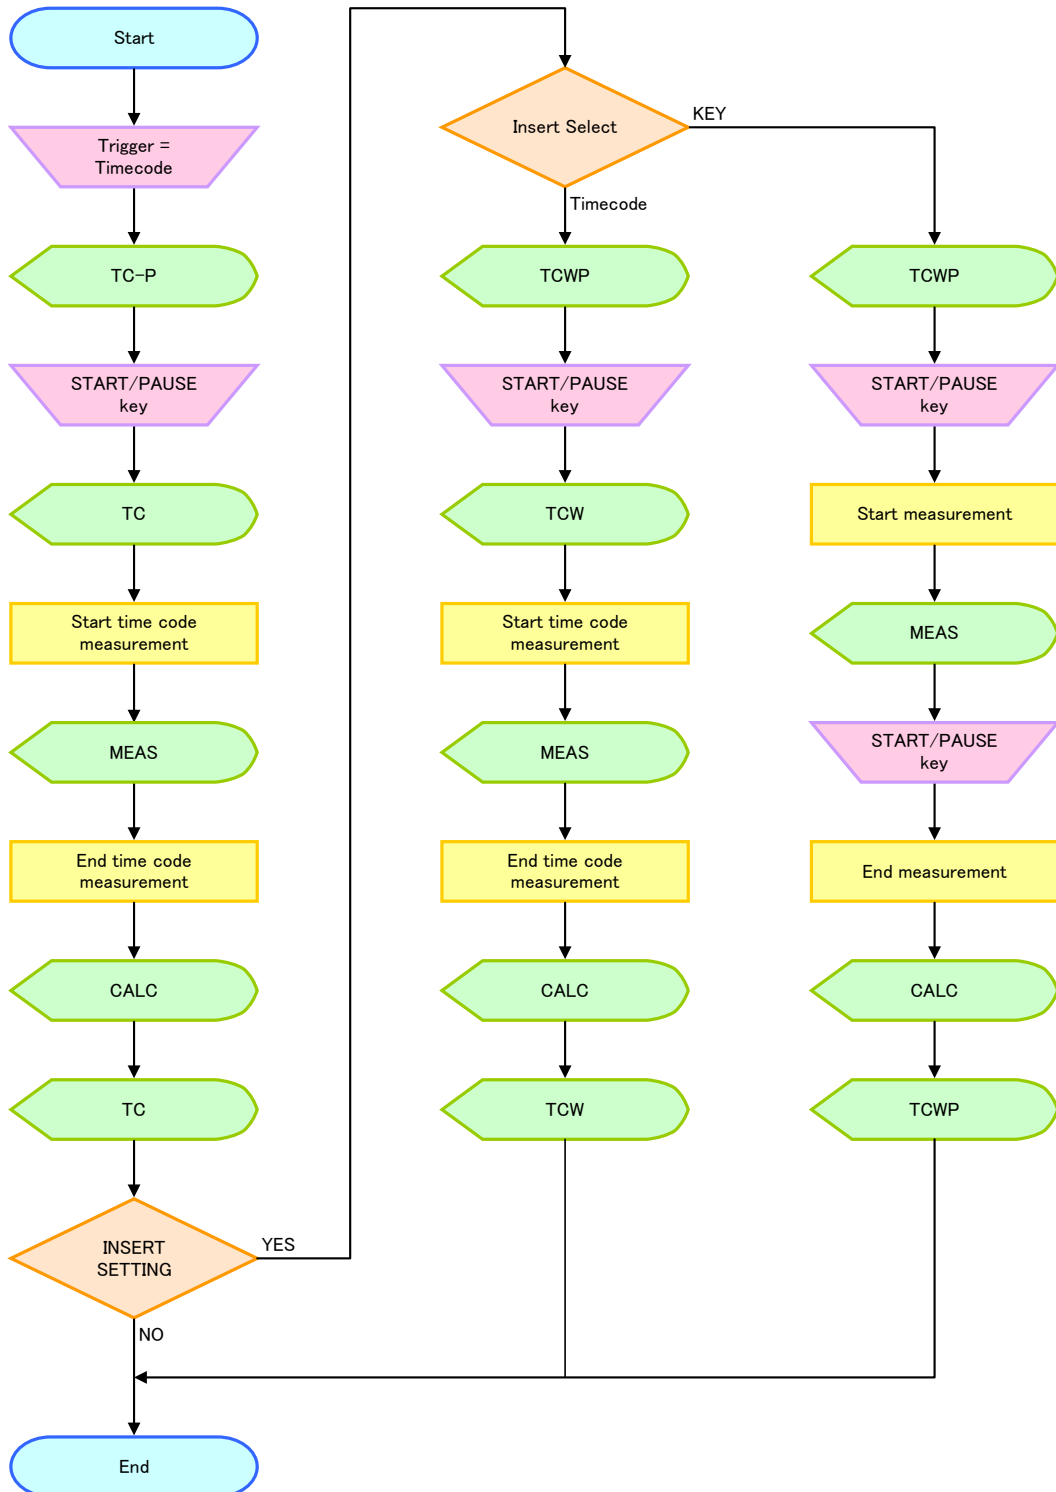 Start
Trigger =
Timecode
TC-P
START/PAUSE
key
TC
Start time code
measurement
MEAS
End time code
measurement
CALC
TC
INSERT
SETTING
YES
NO
End
Insert Select
KEY
Timecode
TCWP
START/PAUSE
key
TCW
Start time code
measurement
MEAS
End time code
measurement
CALC
TCW
TCWP
START/PAUSE
key
Start measurement
MEAS
START/PAUSE
key
End measurement
CALC
TCWP